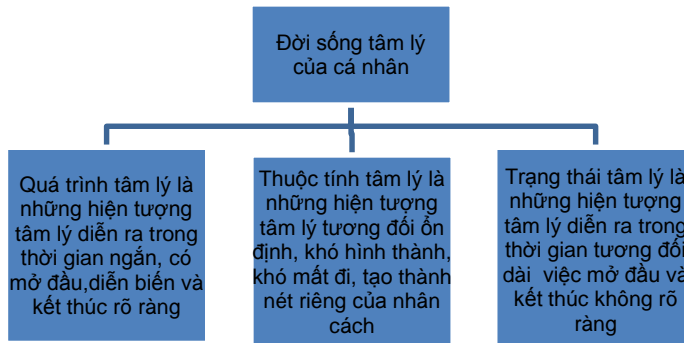 Đời sống tâm lý
của cá nhân
Quá trình tâm lý là
những hiện tượng
tâm lý diễn ra trong
thời gian ngắn, có
mở đầu,diễn biến và
kết thúc rõ ràng
Thuộc tính tâm lý là
những hiện tượng
tâm lý tương đối ổn
định, khó hình thành,
khó mất đi, tạo thành
nét riêng của nhân
cách
Trạng thái tâm lý là
những hiện tượng
tâm lý diễn ra trong
thời gian tương đối
dài việc mở đầu và
kết thúc không rõ
ràng